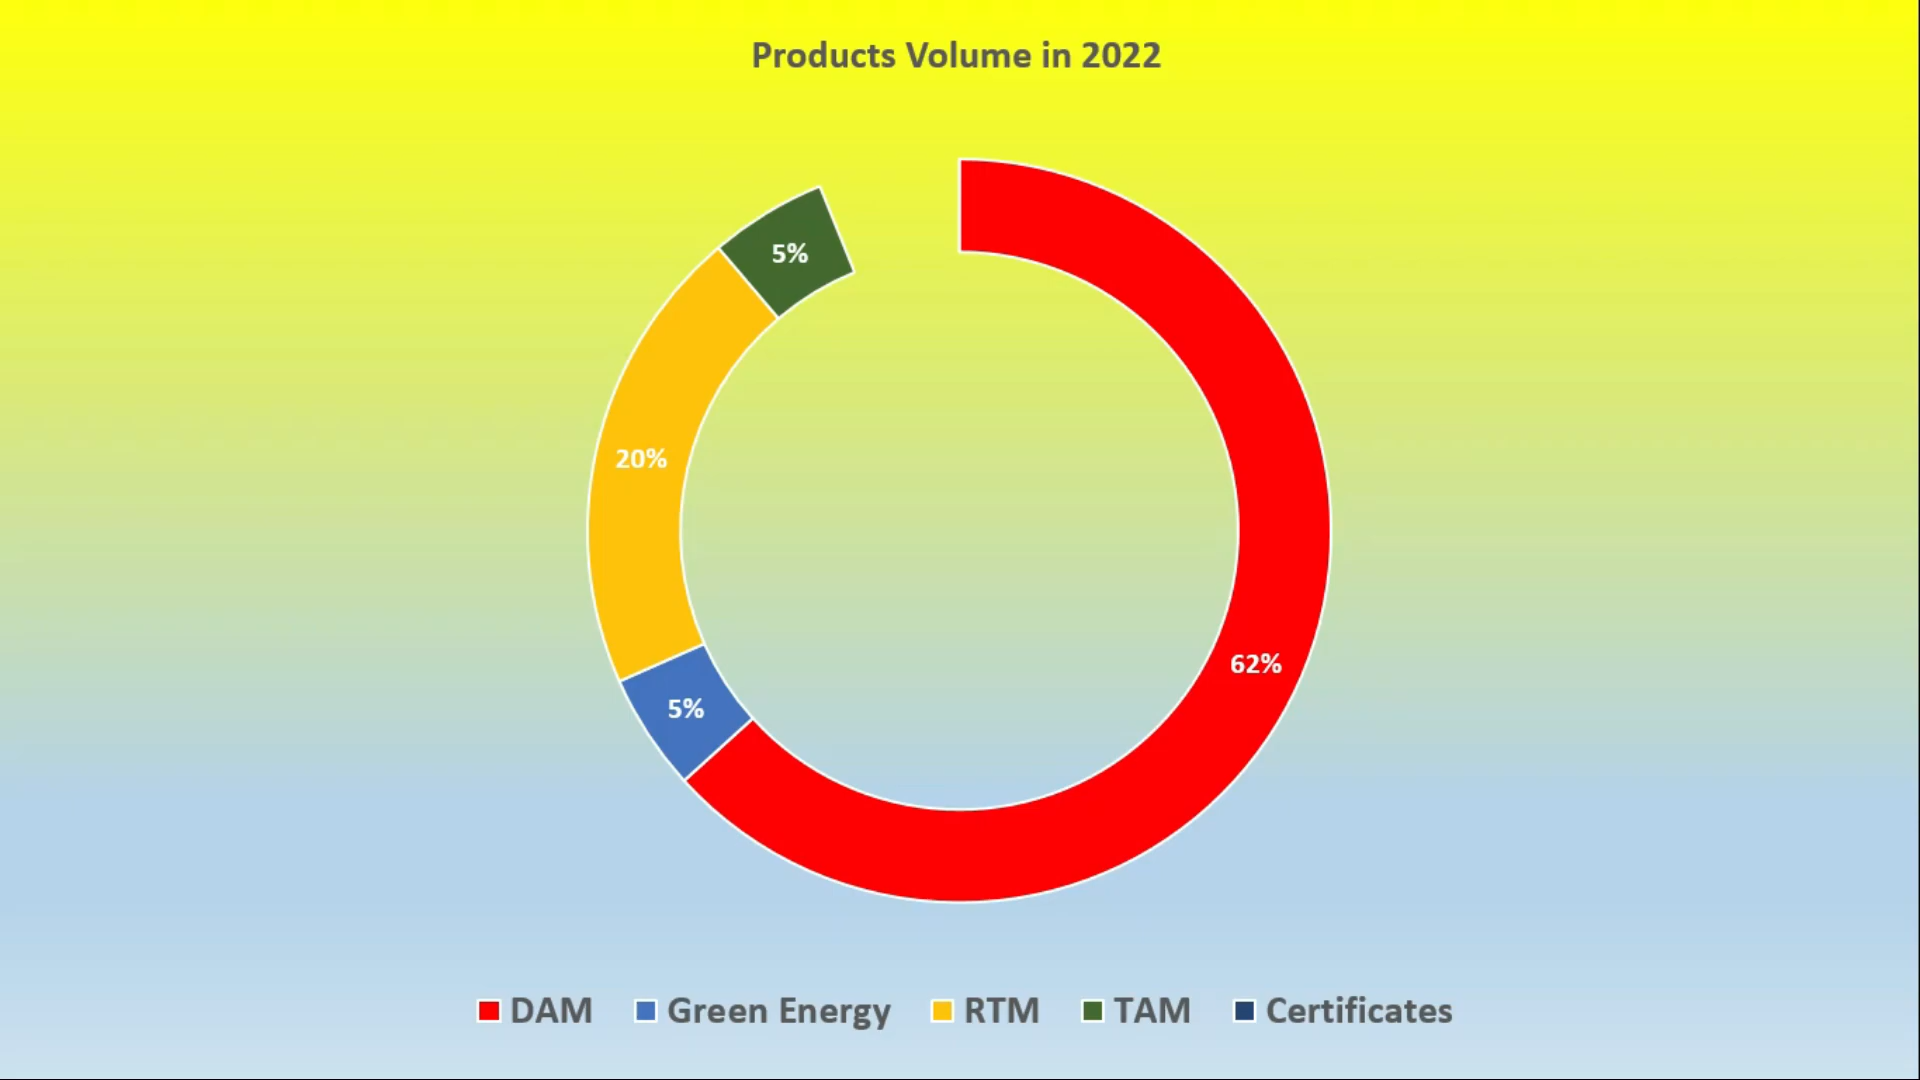 Products Volume in 2022
5%
20%
62%
5%
DAM Green Energy RTM TAM Certificates